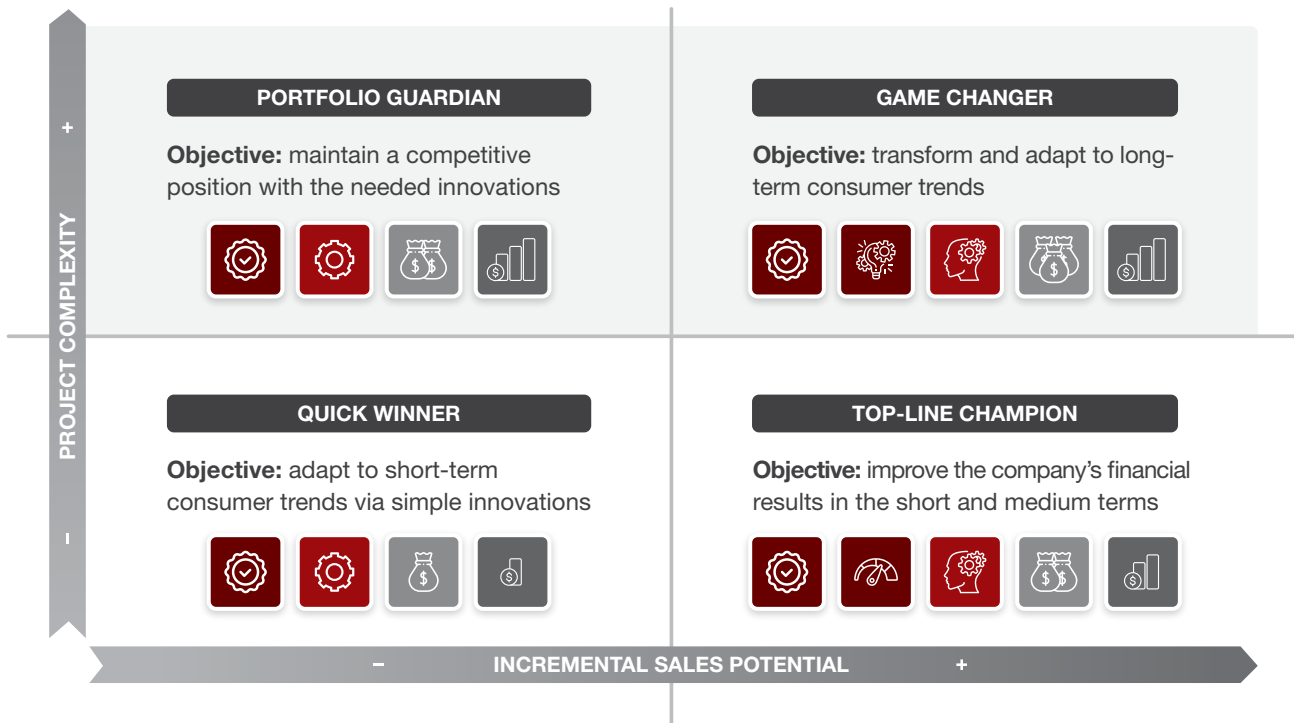 PORTFOLIO GUARDIAN
Objective: maintain a competitive
position with the needed innovations
GAME CHANGER
Objective: transform and adapt to long-
term consumer trends
QUICK WINNER
Objective: adapt to short-term
consumer trends via simple innovations
TOP-LINE CHAMPION
Objective: improve the company's financial
results in the short and medium terms
+
PROJECT COMPLEXITY
–
–
INCREMENTAL SALES POTENTIAL
+